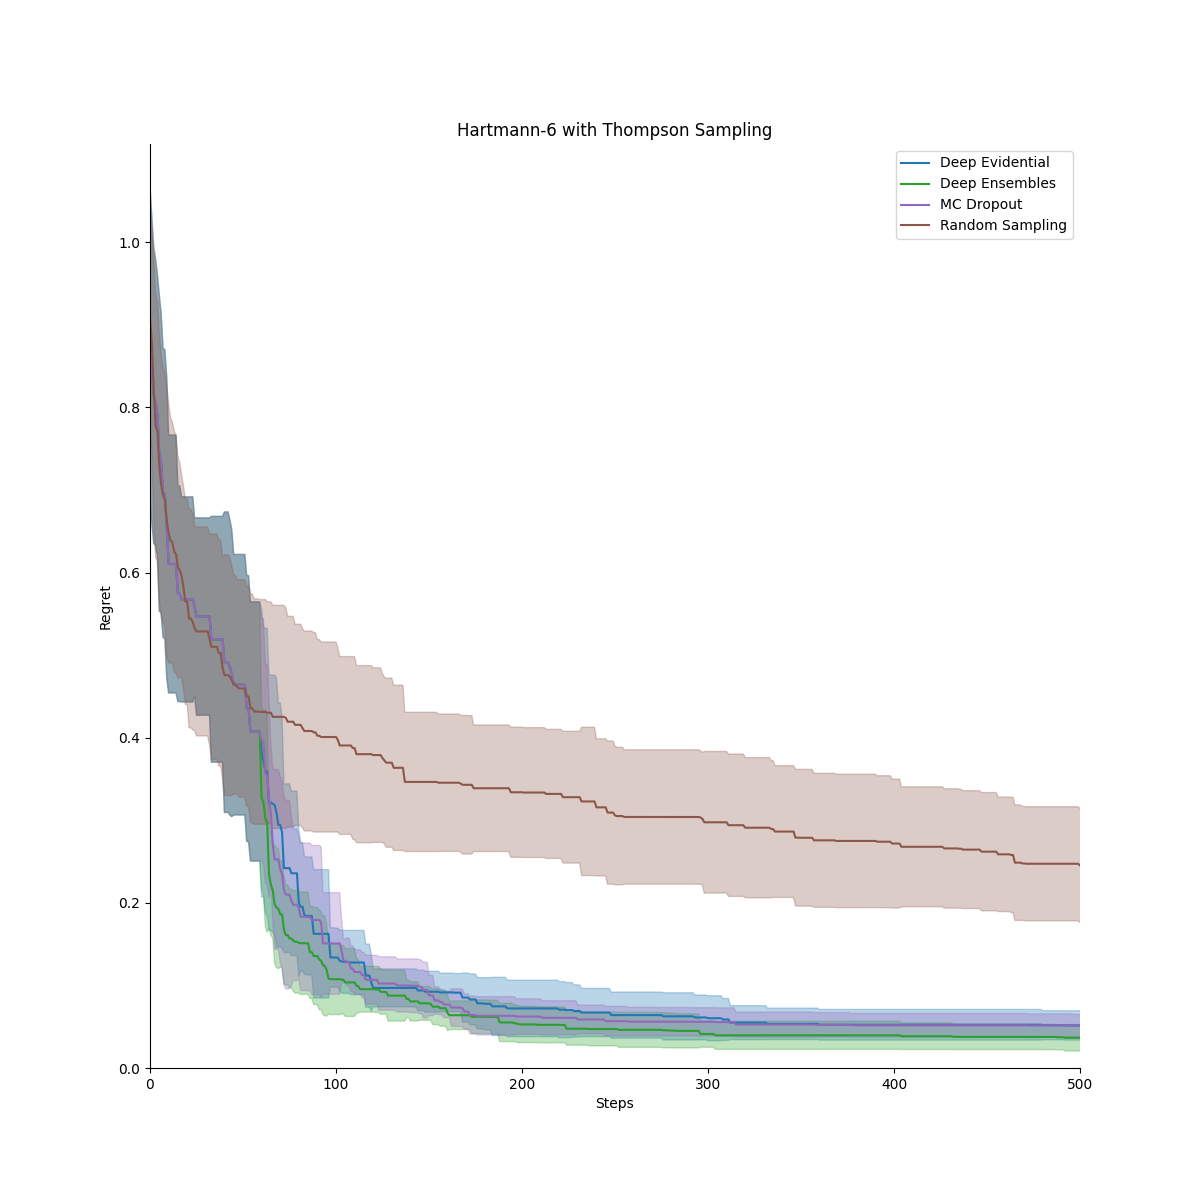 Hartmann-6 with Thompson Sampling
Deep Evidential
Deep Ensembles
MC Dropout
Random Sampling
Regret
1.0
0.8
0.6
0.4
0.2
0.0
0 100 200 300 400 500
Steps